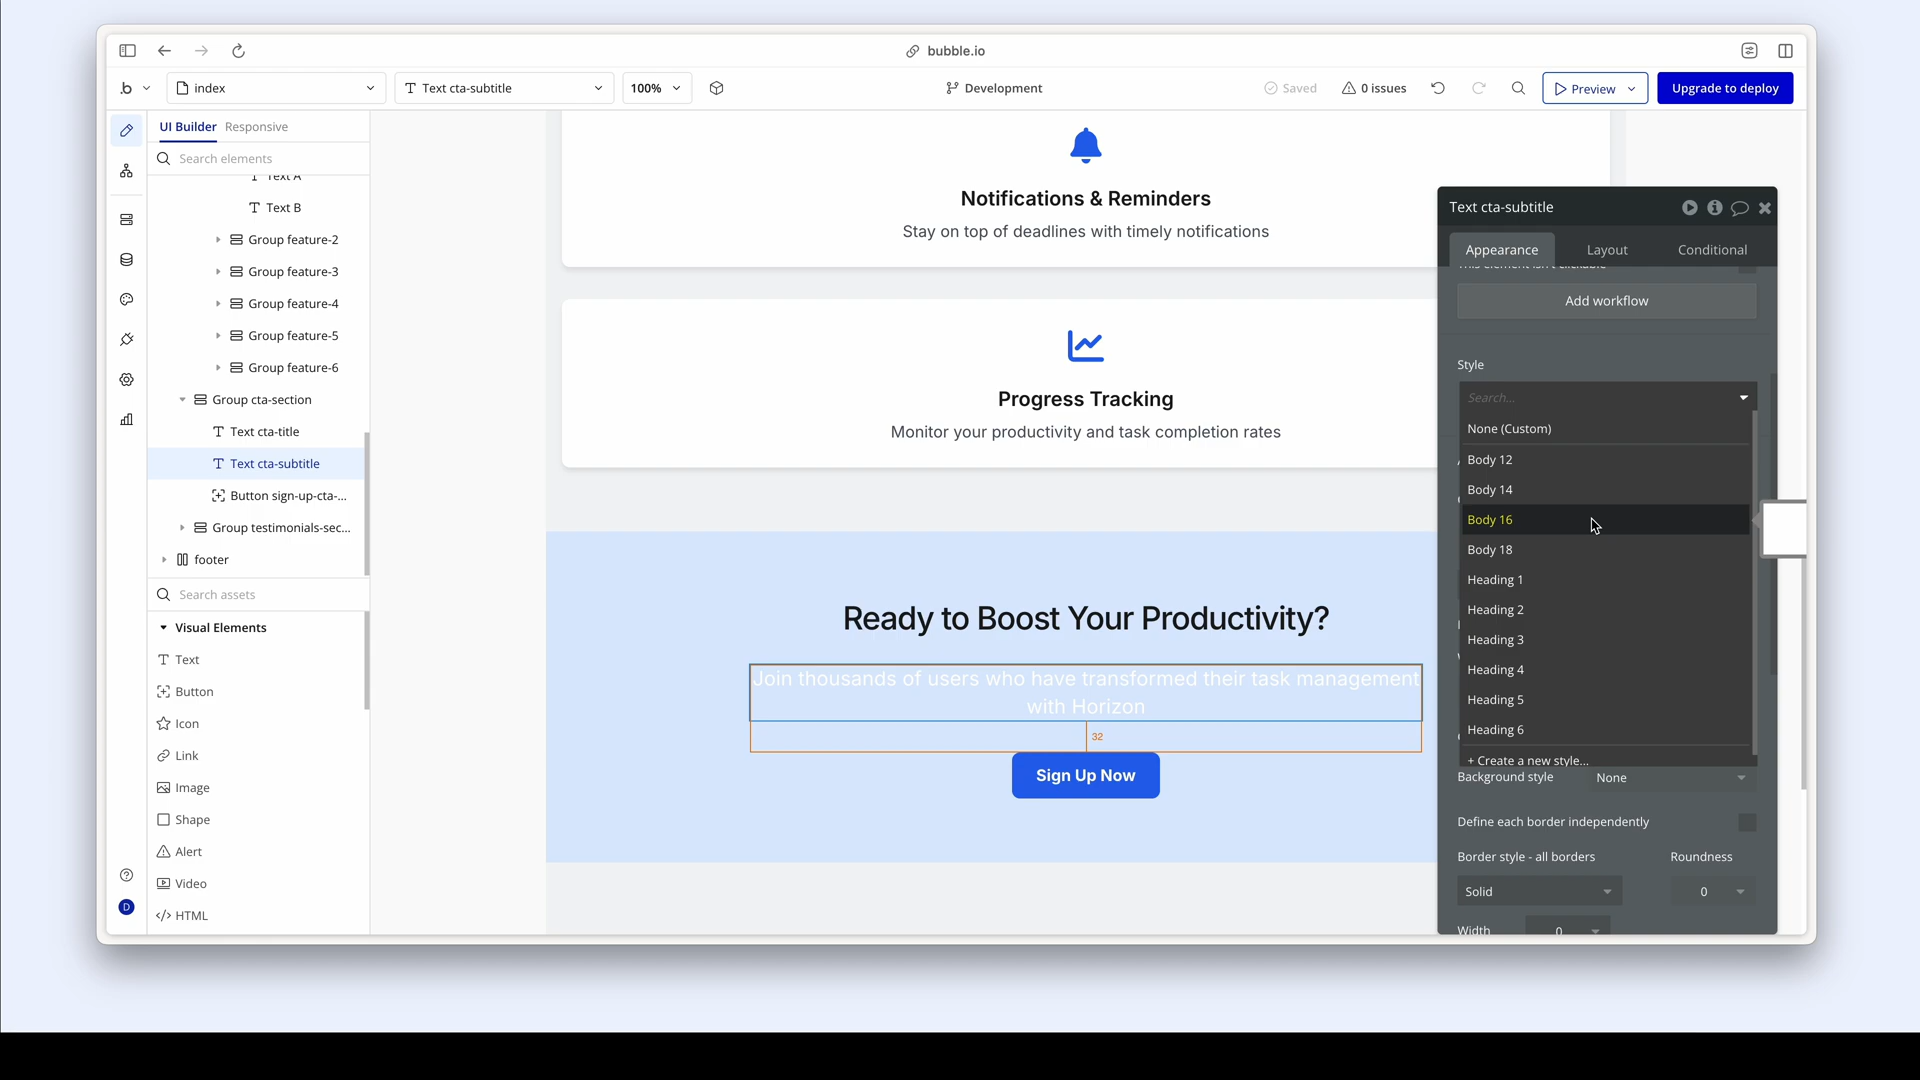 bubble.io
index
Text cta-subtitle
100%
Development
Saved
0 issues
Preview
Upgrade to deploy
UI Builder
Responsive
Search elements
Text A
Text B
Group feature-2
Group feature-3
Group feature-4
Group feature-5
Group feature-6
Group cta-section
Text cta-title
Text cta-subtitle
Button sign-up-cta-...
Group testimonials-sec...
footer
Search assets
Visual Elements
Text
Button
Icon
Link
Image
Shape
Alert
Video
HTML
D
Notifications & Reminders
Stay on top of deadlines with timely notifications
Progress Tracking
Monitor your productivity and task completion rates
Ready to Boost Your Productivity?
Join thousands of users who have transformed their task management
with Horizon
32
Sign Up Now
Text cta-subtitle
Appearance
Layout
Conditional
This element isn't clickable
Add workflow
Style
Search...
None (Custom)
Body 12
Body 14
Body 16
Body 18
Heading 1
Heading 2
Heading 3
Heading 4
Heading 5
Heading 6
+ Create a new style...
Background style
None
Define each border independently
Border style - all borders
Roundness
Solid
0
Width
0